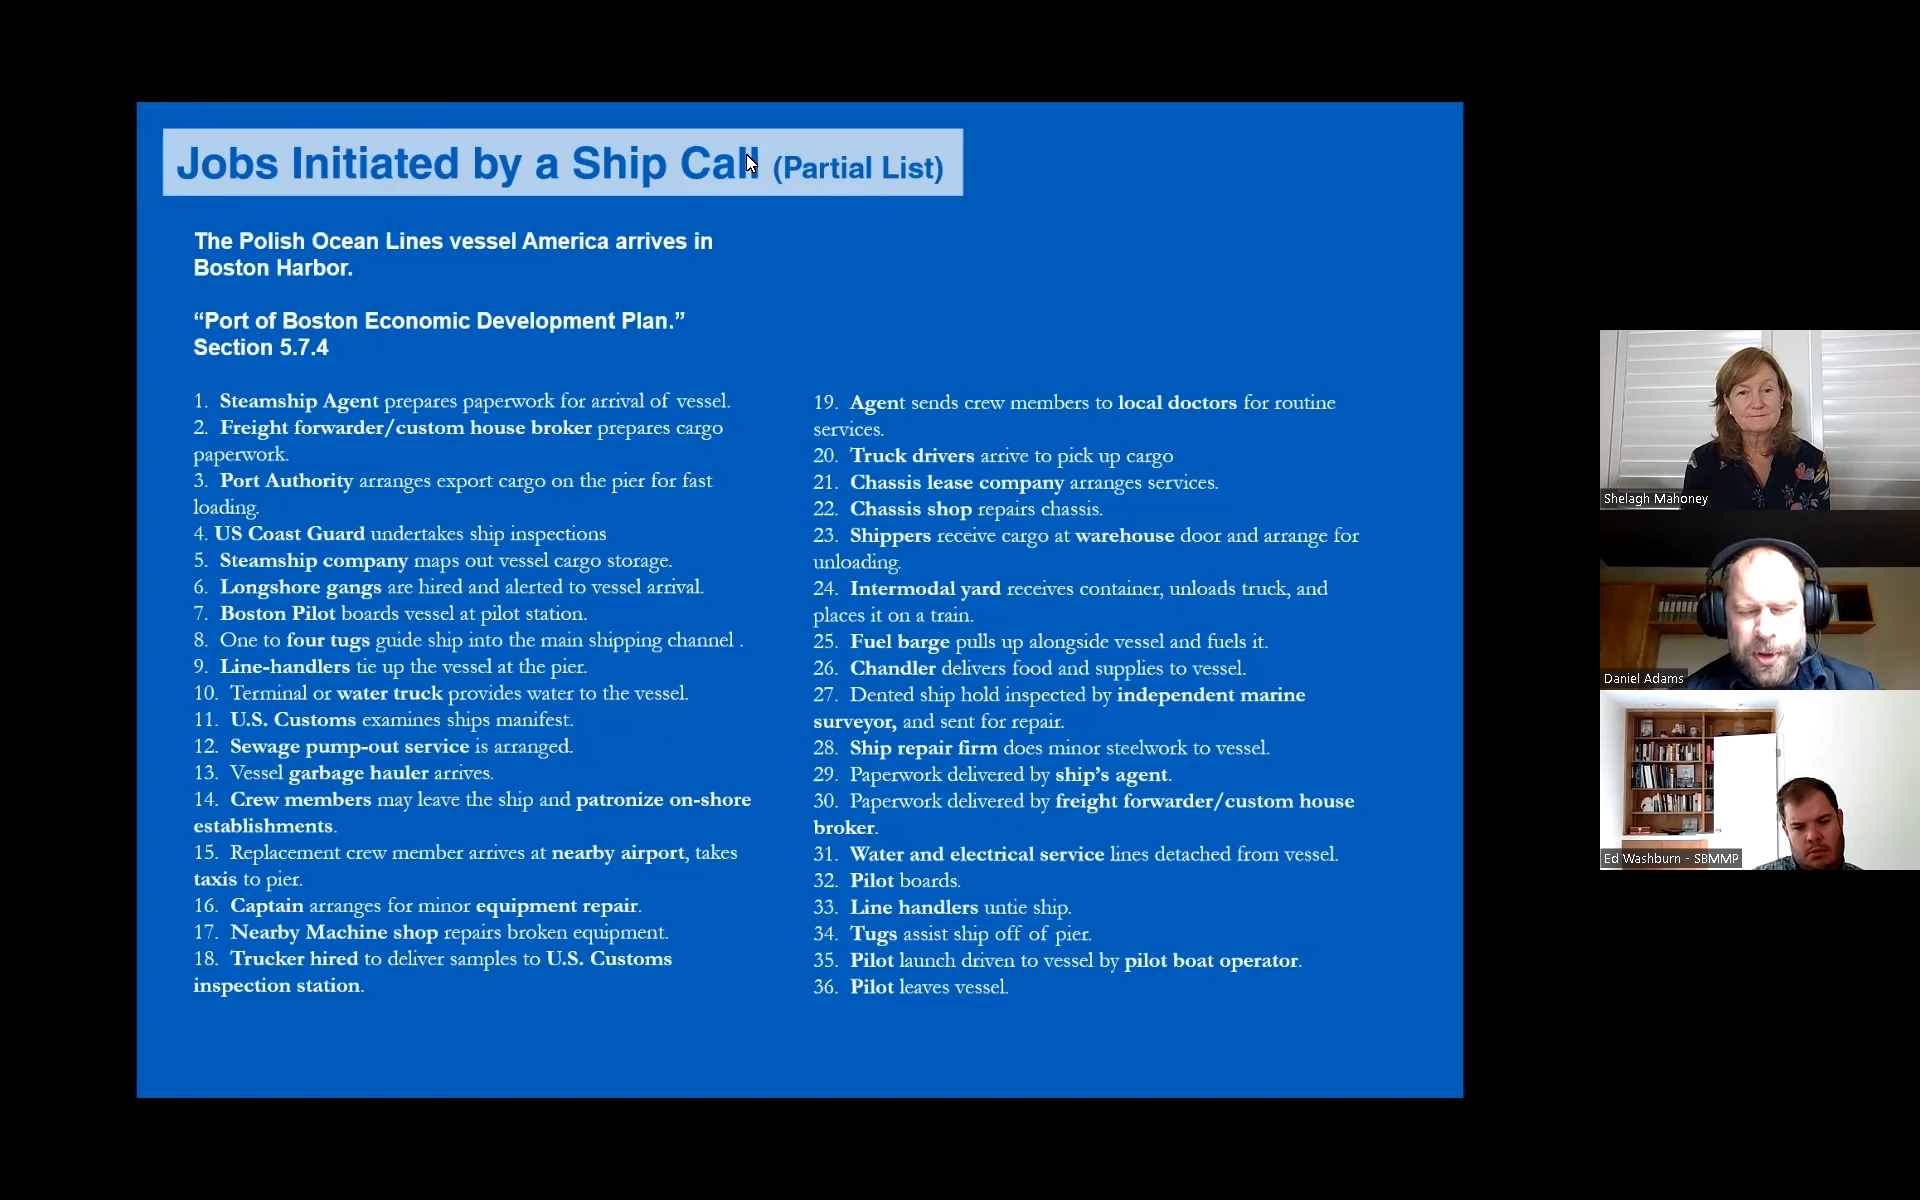 Jobs Initiated by a Ship Call (Partial List)
The Polish Ocean Lines vessel America arrives in
Boston Harbor.
“Port of Boston Economic Development Plan.”
Section 5.7.4
1. Steamship Agent prepares paperwork for arrival of vessel.
2. Freight forwarder/custom house broker prepares cargo
paperwork.
3. Port Authority arranges export cargo on the pier for fast
loading.
4. US Coast Guard undertakes ship inspections
5. Steamship company maps out vessel cargo storage.
6. Longshore gangs are hired and alerted to vessel arrival.
7. Boston Pilot boards vessel at pilot station.
8. One to four tugs guide ship into the main shipping channel .
9. Line-handlers tie up the vessel at the pier.
10. Terminal or water truck provides water to the vessel.
11. U.S. Customs examines ships manifest.
12. Sewage pump-out service is arranged.
13. Vessel garbage hauler arrives.
14. Crew members may leave the ship and patronize on-shore
establishments.
15. Replacement crew member arrives at nearby airport, takes
taxis to pier.
16. Captain arranges for minor equipment repair.
17. Nearby Machine shop repairs broken equipment.
18. Trucker hired to deliver samples to U.S. Customs
inspection station.
19. Agent sends crew members to local doctors for routine
services.
20. Truck drivers arrive to pick up cargo
21. Chassis lease company arranges services.
22. Chassis shop repairs chassis.
23. Shippers receive cargo at warehouse door and arrange for
unloading.
24. Intermodal yard receives container, unloads truck, and
places it on a train.
25. Fuel barge pulls up alongside vessel and fuels it.
26. Chandler delivers food and supplies to vessel.
27. Dented ship hold inspected by independent marine
surveyor, and sent for repair.
28. Ship repair firm does minor steelwork to vessel.
29. Paperwork delivered by ship’s agent.
30. Paperwork delivered by freight forwarder/custom house
broker.
31. Water and electrical service lines detached from vessel.
32. Pilot boards.
33. Line handlers untie ship.
34. Tugs assist ship off of pier.
35. Pilot launch driven to vessel by pilot boat operator.
36. Pilot leaves vessel.
Shelagh Mahoney
Daniel Adams
Ed Washburn - SBMMP